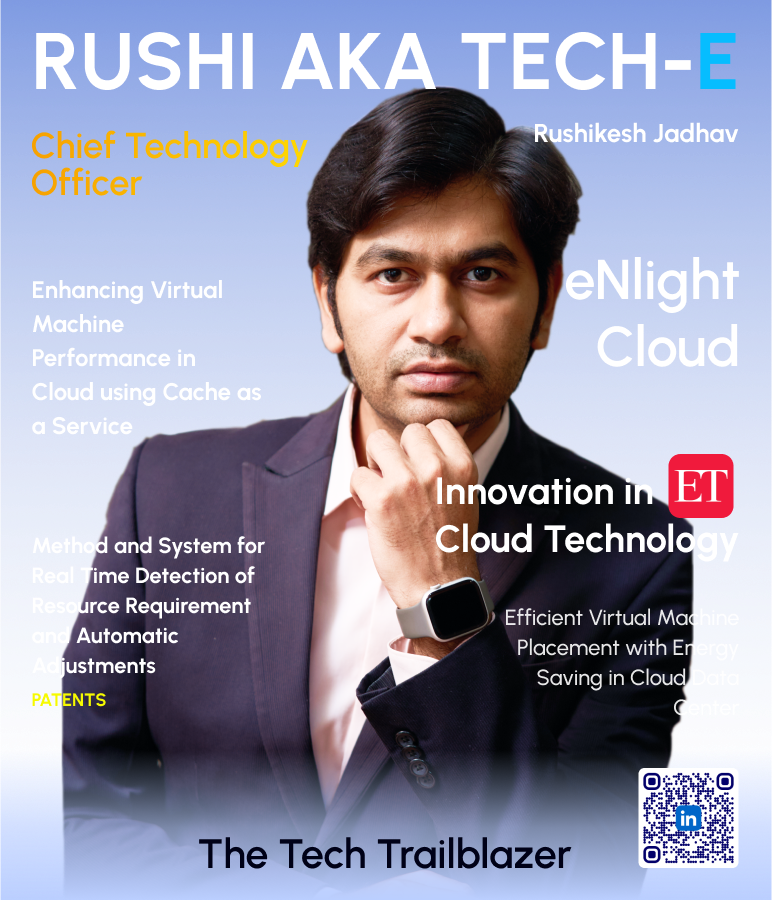 RUSHI AKA TECH-E
Chief Technology
Officer
Rushikesh Jadhav
eNlight
Cloud
Enhancing Virtual
Machine
Performance in
Cloud using Cache as
a Service
Innovation in ET
Cloud Technology
Method and System for
Real Time Detection of
Resource Requirement
and Automatic
Adjustments
PATENTS
Efficient Virtual Machine
Placement with Energy
Saving in Cloud Data
Center
in
The Tech Trailblazer